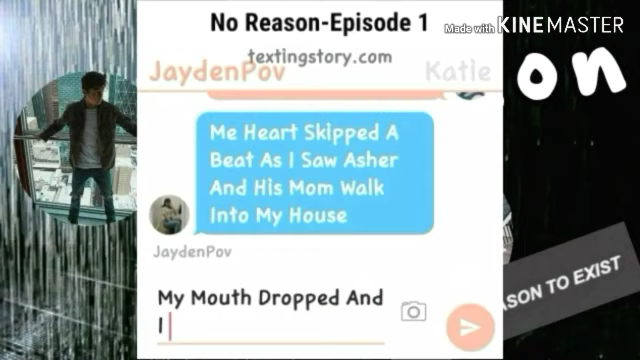 No Reason-Episode 1
Made with KINEMASTER
textingstory.com
JaydenPov
Katie
on
Me Heart Skipped A
Beat As I Saw Asher
And His Mom Walk
Into My House
JaydenPov
My Mouth Dropped And
I
SON TO EXIST